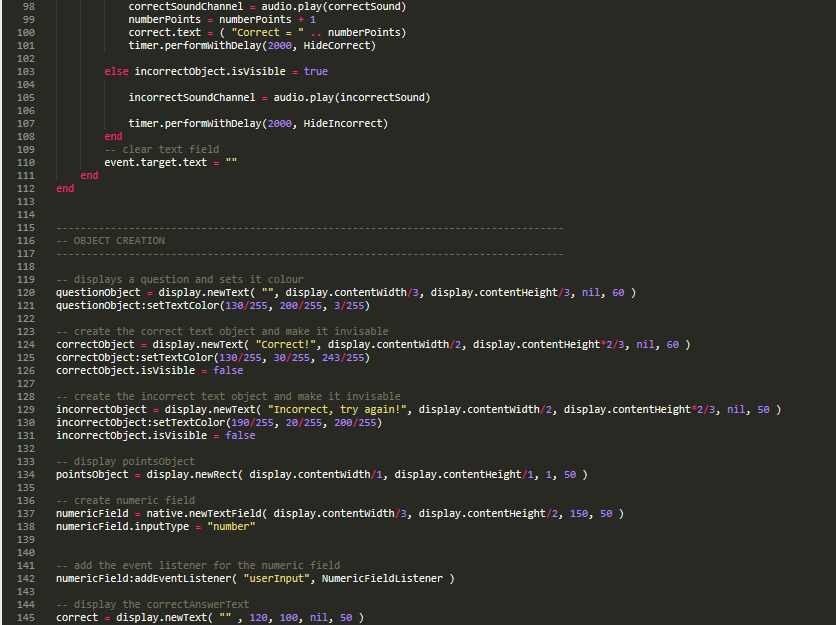 98 correctSoundChannel = audio.play(correctSound)
99 numberPoints = numberPoints + 1
100 correct.text = ( "Correct = " .. numberPoints)
101 timer.performWithDelay(2000, HideCorrect)
102
103 else incorrectObject.isVisible = true
104
105 incorrectSoundChannel = audio.play(incorrectSound)
106
107 timer.performWithDelay(2000, HideIncorrect)
108 end
109 -- clear text field
110 event.target.text = ""
111 end
112 end
113
114
115 ------------------------------------------------------------------------------------
116 -- OBJECT CREATION
117 ------------------------------------------------------------------------------------
118
119 -- displays a question and sets it colour
120 questionObject = display.newText( "", display.contentWidth/3, display.contentHeight/3, nil, 60 )
121 questionObject:setTextColor(130/255, 200/255, 3/255)
122
123 -- create the correct text object and make it invisable
124 correctObject = display.newText( "Correct!", display.contentWidth/2, display.contentHeight*2/3, nil, 60 )
125 correctObject:setTextColor(130/255, 30/255, 243/255)
126 correctObject.isVisible = false
127
128 -- create the incorrect text object and make it invisable
129 incorrectObject = display.newText( "Incorrect, try again!", display.contentWidth/2, display.contentHeight*2/3, nil, 50 )
130 incorrectObject:setTextColor(190/255, 20/255, 200/255)
131 incorrectObject.isVisible = false
132
133 -- display pointsObject
134 pointsObject = display.newRect( display.contentWidth/1, display.contentHeight/1, 1, 50 )
135
136 -- create numeric field
137 numericField = native.newTextField( display.contentWidth/3, display.contentHeight/2, 150, 50 )
138 numericField.inputType = "number"
139
140
141 -- add the event listener for the numeric field
142 numericField:addEventListener( "userInput", NumericFieldListener )
143
144 -- display the correctAnswerText
145 correct = display.newText( "" , 120, 100, nil, 50 )